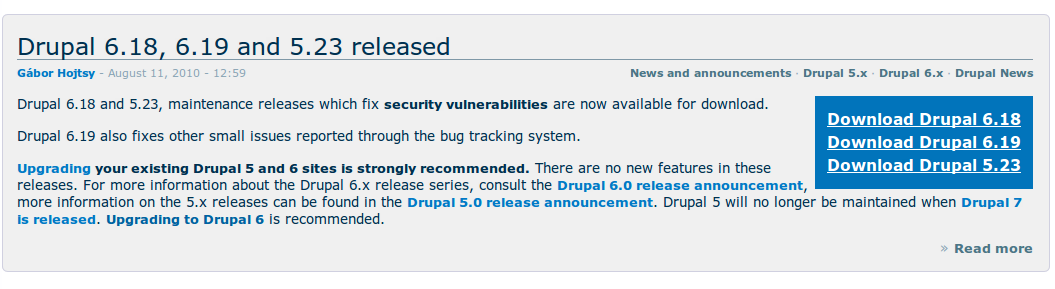 Drupal 6.18, 6.19 and 5.23 released
Gábor Hojtsy - August 11, 2010 - 12:59
News and announcements · Drupal 5.x · Drupal 6.x · Drupal News
Drupal 6.18 and 5.23, maintenance releases which fix security vulnerabilities are now available for download.
Drupal 6.19 also fixes other small issues reported through the bug tracking system.
Download Drupal 6.18
Download Drupal 6.19
Download Drupal 5.23
Upgrading your existing Drupal 5 and 6 sites is strongly recommended. There are no new features in these
releases. For more information about the Drupal 6.x release series, consult the Drupal 6.0 release announcement,
more information on the 5.x releases can be found in the Drupal 5.0 release announcement. Drupal 5 will no longer be maintained when Drupal 7
is released. Upgrading to Drupal 6 is recommended.
» Read more